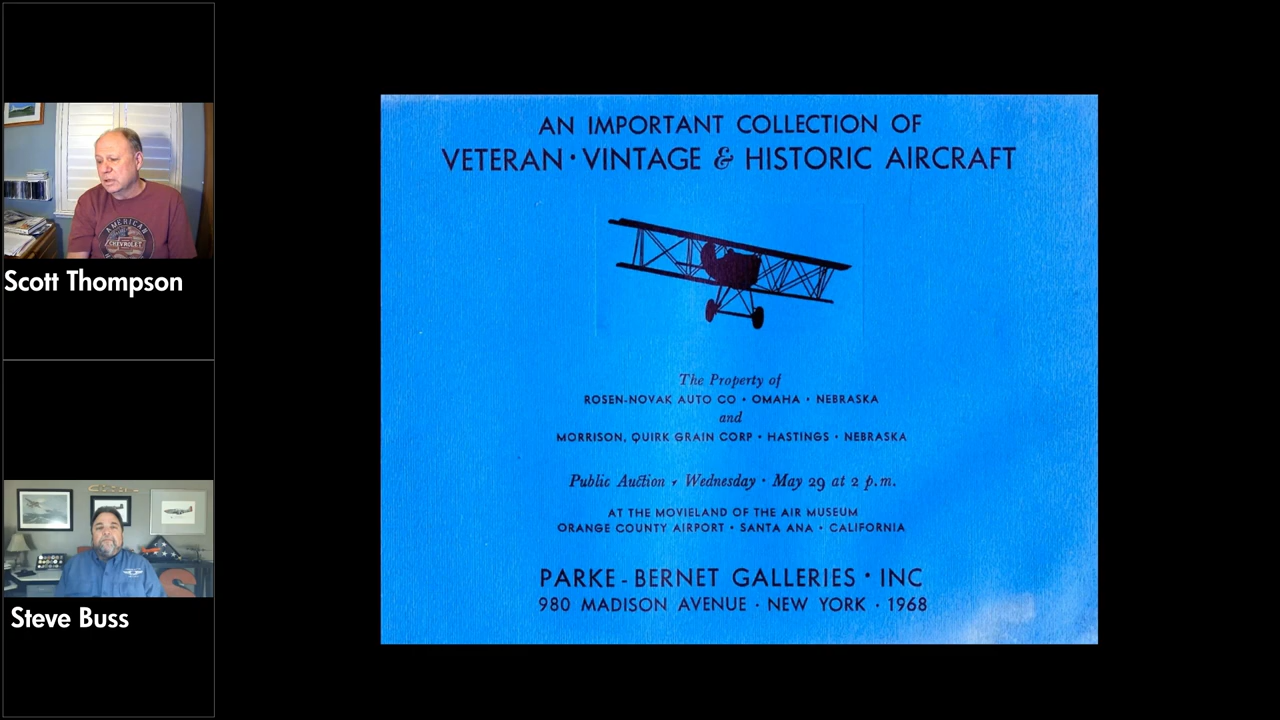 AMERICAN
CHEVROLET
Scott Thompson
Steve Buss
AN IMPORTANT COLLECTION OF
VETERAN · VINTAGE & HISTORIC AIRCRAFT
The Property of
ROSEN-NOVAK AUTO CO · OMAHA · NEBRASKA
and
MORRISON, QUIRK GRAIN CORP · HASTINGS · NEBRASKA
Public Auction · Wednesday · May 29 at 2 p.m.
AT THE MOVIELAND OF THE AIR MUSEUM
ORANGE COUNTY AIRPORT · SANTA ANA · CALIFORNIA
PARKE-BERNET GALLERIES · INC
980 MADISON AVENUE · NEW YORK · 1968